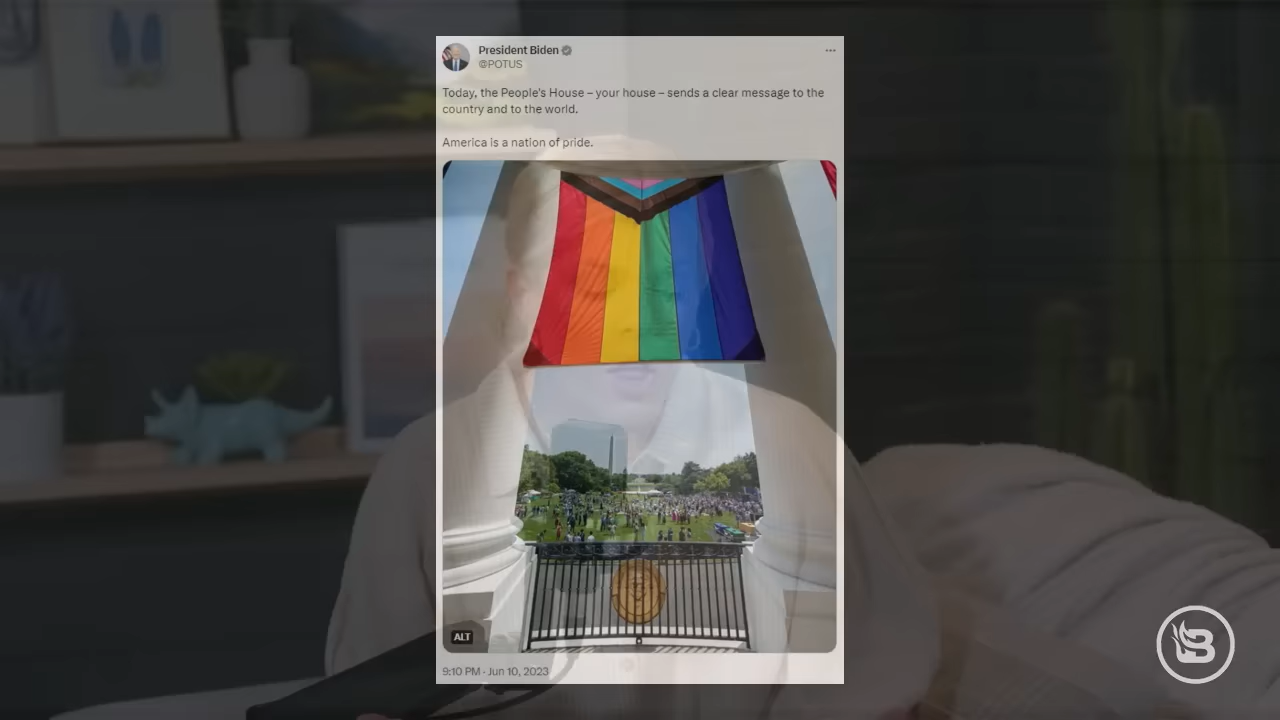 President Biden
@POTUS
Today, the People's House – your house – sends a clear message to the
country and to the world.
America is a nation of pride.
ALT
9:10 PM · Jun 10, 2023
B